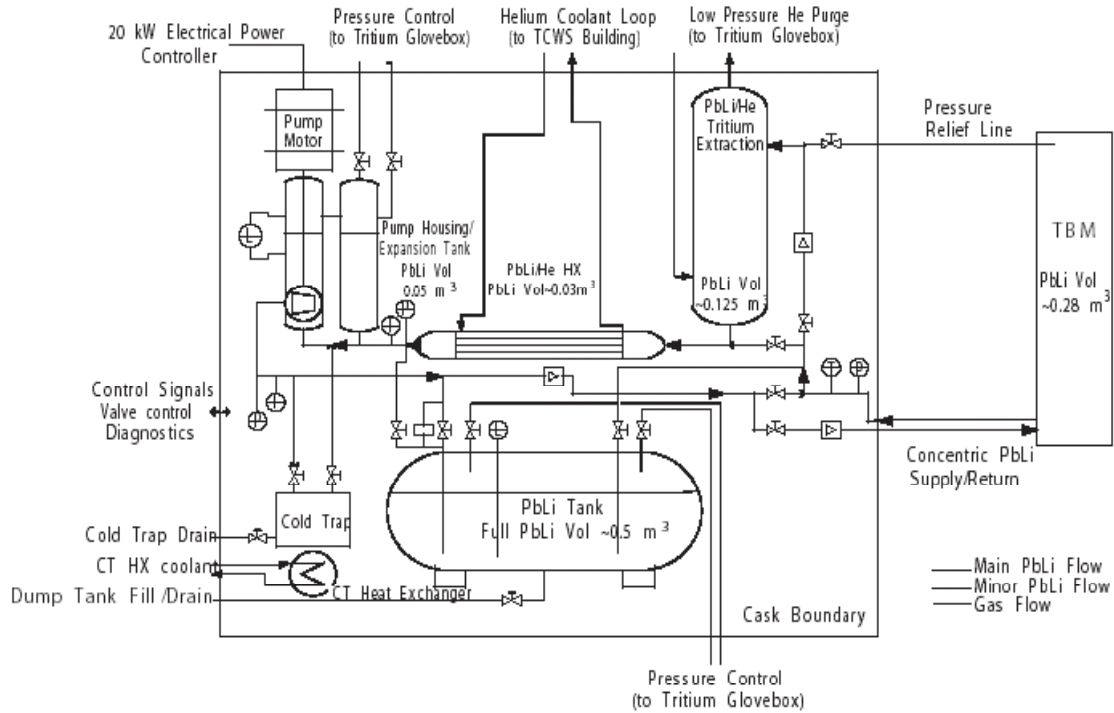 20 kW Electrical Power
Controller
Pressure Control
(to Tritium Glovebox)
Helium Coolant Loop
(to TCWS Building)
Low Pressure He Purge
(to Tritium Glovebox)
Pump
Motor
PbLi/He
Tritium
Extraction
Pressure
Relief Line
TBM
PbLi Vol
~0.28 m3
L
Pump Housing/
Expansion Tank
PbLi Vol
0.05 m3
PbLi/He HX
PbLi Vol~0.03m3
PbLi Vol
~0.125 m3
Control Signals
Valve control
Diagnostics
T
P
L
Concentric PbLi
Supply/Return
PbLi Tank
Full PbLi Vol ~0.5 m3
Cold Trap
Cold Trap Drain
CT HX coolant
CT Heat Exchanger
Dump Tank Fill/Drain
Cask Boundary
Main PbLi Flow
Minor PbLi Flow
Gas Flow
Pressure Control
(to Tritium Glovebox)